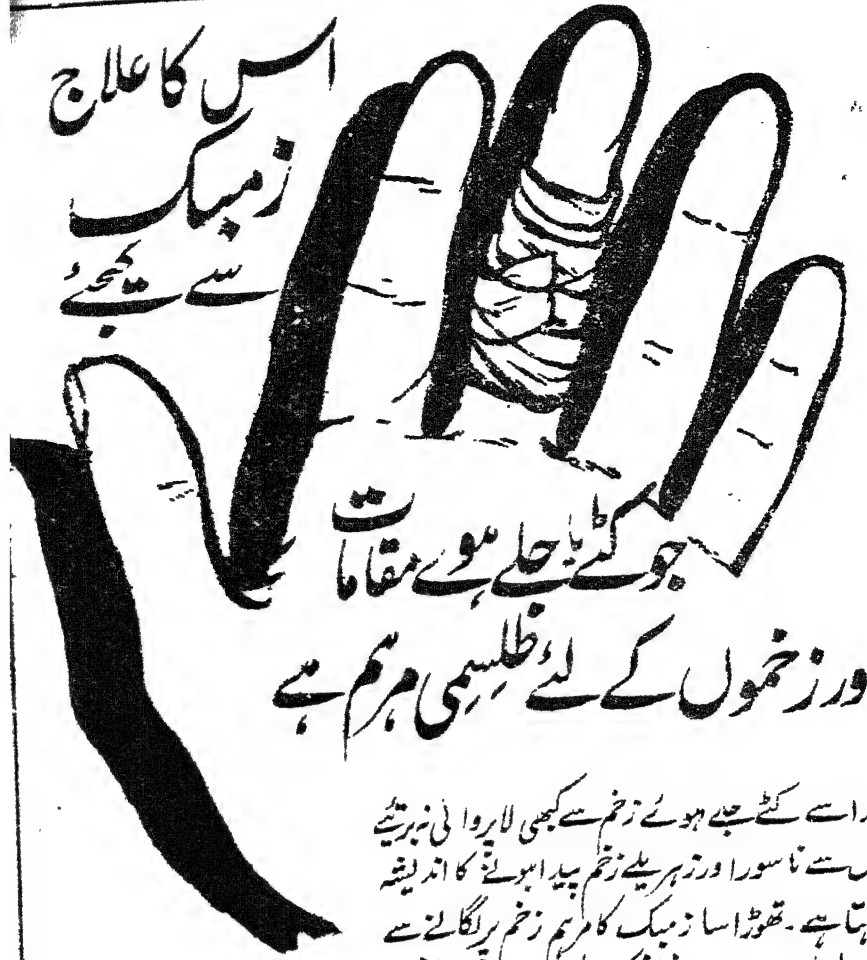 اس کا علاج
زمبک
سے کیجئے
جو کٹے یا جلے ہوے مقامات
ور زخموں کے لئے طلسمی مرہم ہے
راسے کٹے جلے ہوئے زخم سے کبھی لاپروائی نہ برتیئے
سے ناسور اور زہریلے زخم پیدا ہونے کا اندیشہ
ہتا ہے۔ تھوڑا سا زمبک کا مرہم زخم پر لگانے سے